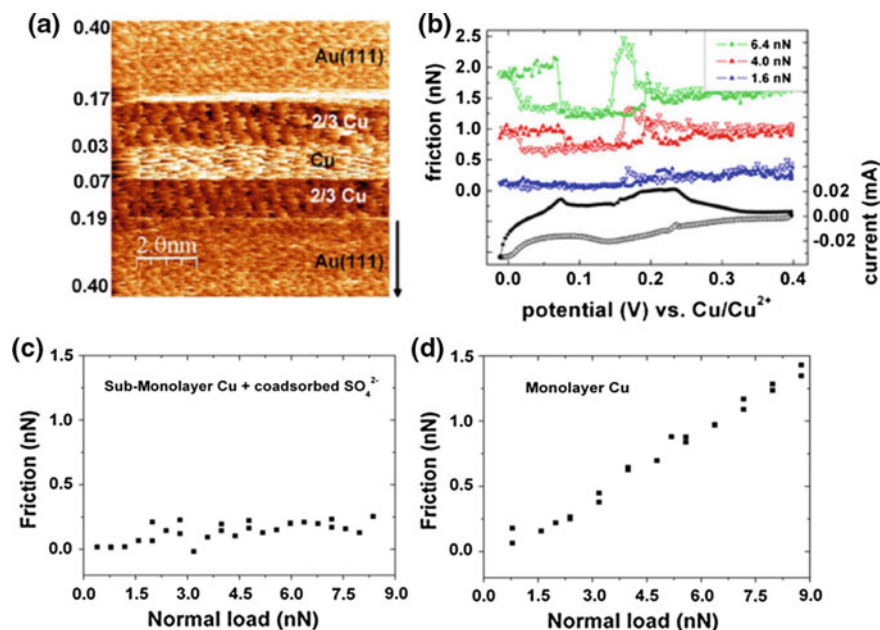 (a)
0.40
Au(111)
0.17
2/3 Cu
0.03
Cu
0.07
2/3 Cu
0.19
2.0nm
Au(111)
0.40
(b)
friction (nN)
2.5
2.0
1.5
1.0
0.5
0.0
6.4 nN
4.0 nN
1.6 nN
0.02
0.00
-0.02
current (mA)
0.0 0.1 0.2 0.3 0.4
potential (V) vs. Cu/Cu²⁺
(c)
Friction (nN)
1.5
1.0
0.5
0.0
Sub-Monolayer Cu + coadsorbed SO₄²⁻
0.0 1.5 3.0 4.5 6.0 7.5 9.0
Normal load (nN)
(d)
Friction (nN)
1.5
1.0
0.5
0.0
Monolayer Cu
0.0 1.5 3.0 4.5 6.0 7.5 9.0
Normal load (nN)